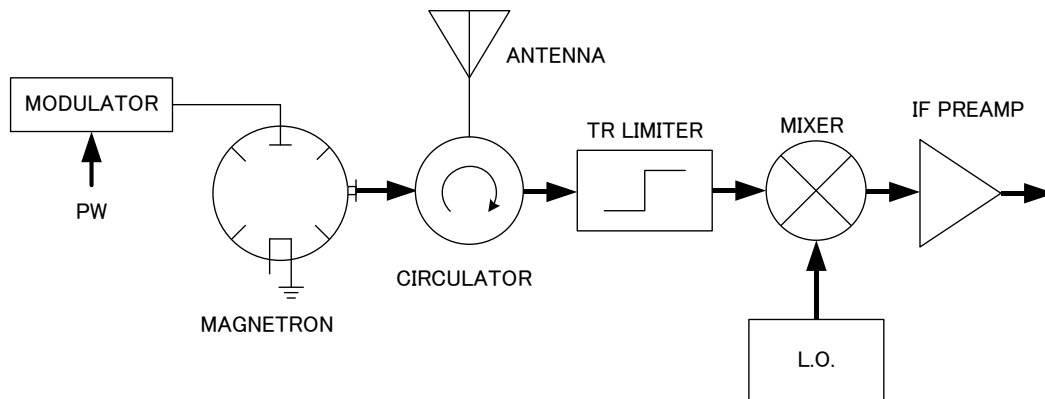 ANTENNA
MODULATOR
IF PREAMP
TR LIMITER
MIXER
PW
CIRCULATOR
MAGNETRON
L.O.